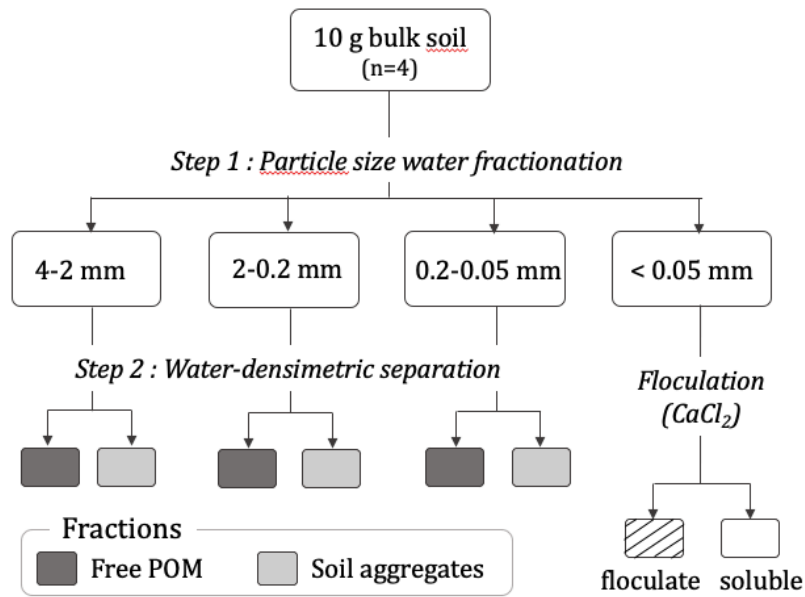 10 g bulk soil
(n=4)
Step 1 : Particle size water fractionation
4-2 mm
2-0.2 mm
0.2-0.05 mm
< 0.05 mm
Step 2 : Water-densimetric separation
Floculation
(CaCl₂)
Fractions
Free POM
Soil aggregates
floculate
soluble